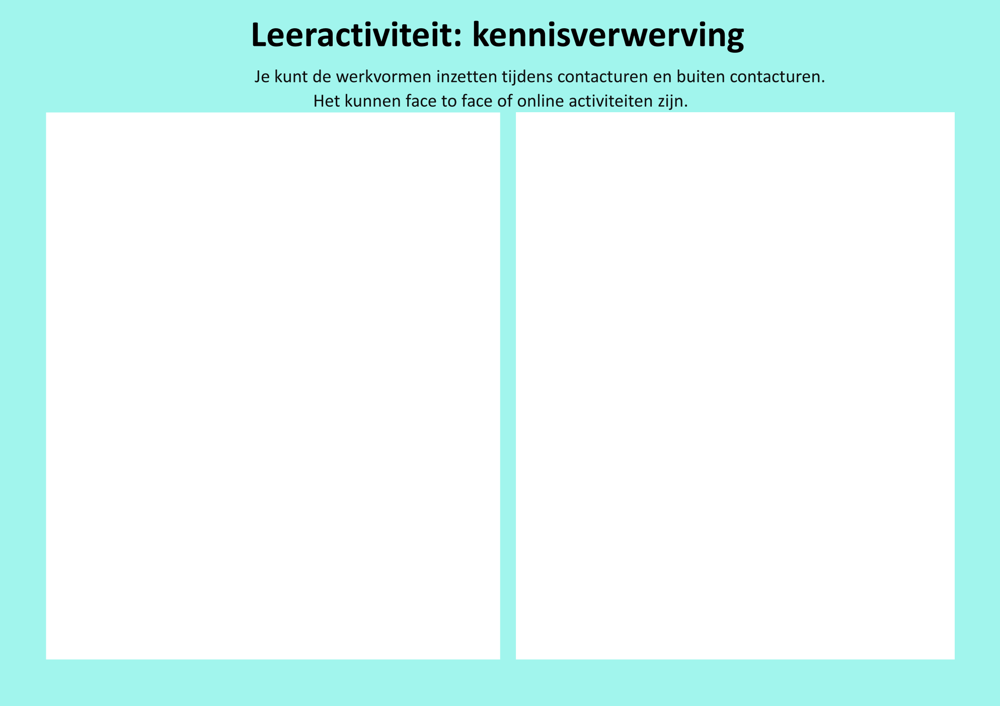 Leeractiviteit: kennisverwerving
Je kunt de werkvormen inzetten tijdens contacturen en buiten contacturen.
Het kunnen face to face of online activiteiten zijn.